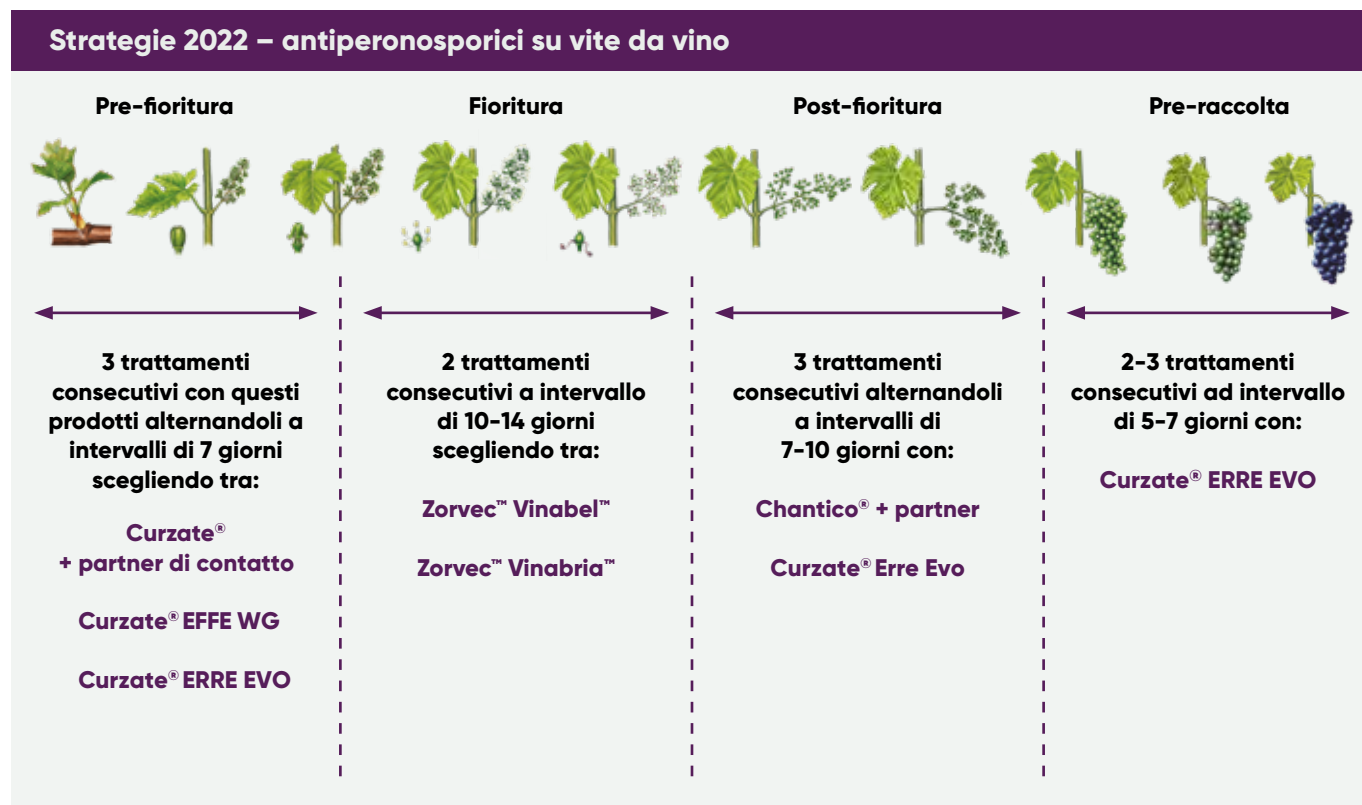 Strategie 2022 – antiperonosporici su vite da vino
Pre-fioritura
3 trattamenti
consecutivi con questi
prodotti alternandoli a
intervalli di 7 giorni
scegliendo tra:
Curzate®
+ partner di contatto
Curzate® EFFE WG
Curzate® ERRE EVO
Fioritura
2 trattamenti
consecutivi a intervallo
di 10-14 giorni
scegliendo tra:
Zorvec™ Vinabel™
Zorvec™ Vinabria™
Post-fioritura
3 trattamenti
consecutivi alternandoli
a intervalli di
7-10 giorni con:
Chantico® + partner
Curzate® Erre Evo
Pre-raccolta
2-3 trattamenti
consecutivi ad intervallo
di 5-7 giorni con:
Curzate® ERRE EVO